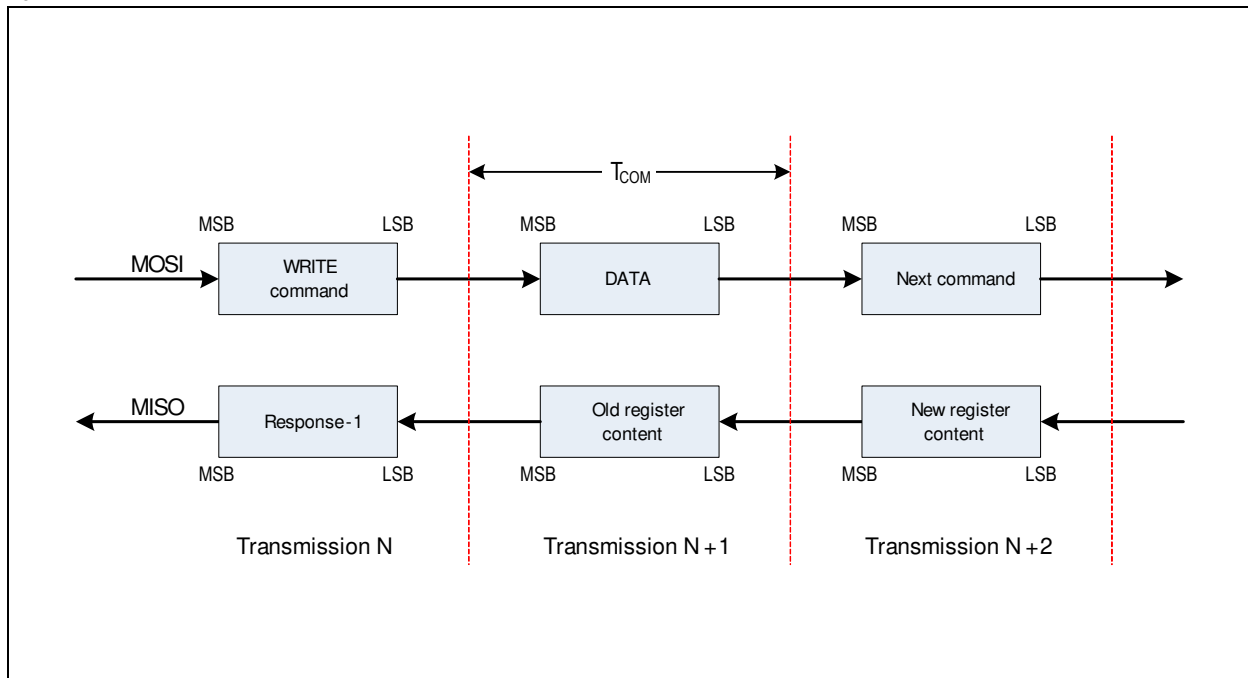 TCOM
MSB LSB MSB LSB MSB LSB
MOSI
WRITE
command
DATA
Next command
MISO
Response-1
Old register
content
New register
content
MSB LSB MSB LSB MSB LSB
Transmission N Transmission N+1 Transmission N+2